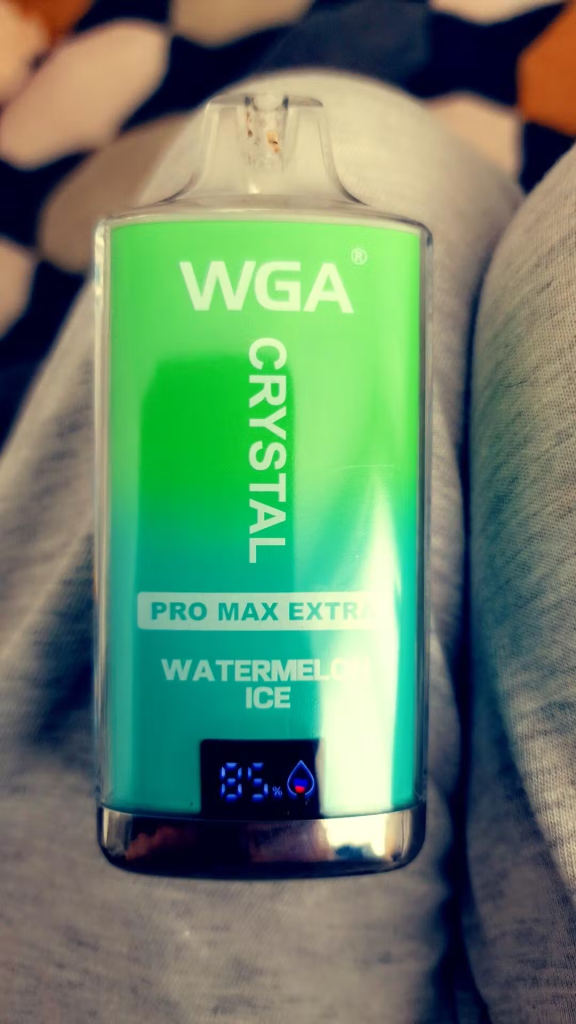 WGA®
CRYSTAL
PRO MAX EXTRA
WATERMELON
ICE
85%